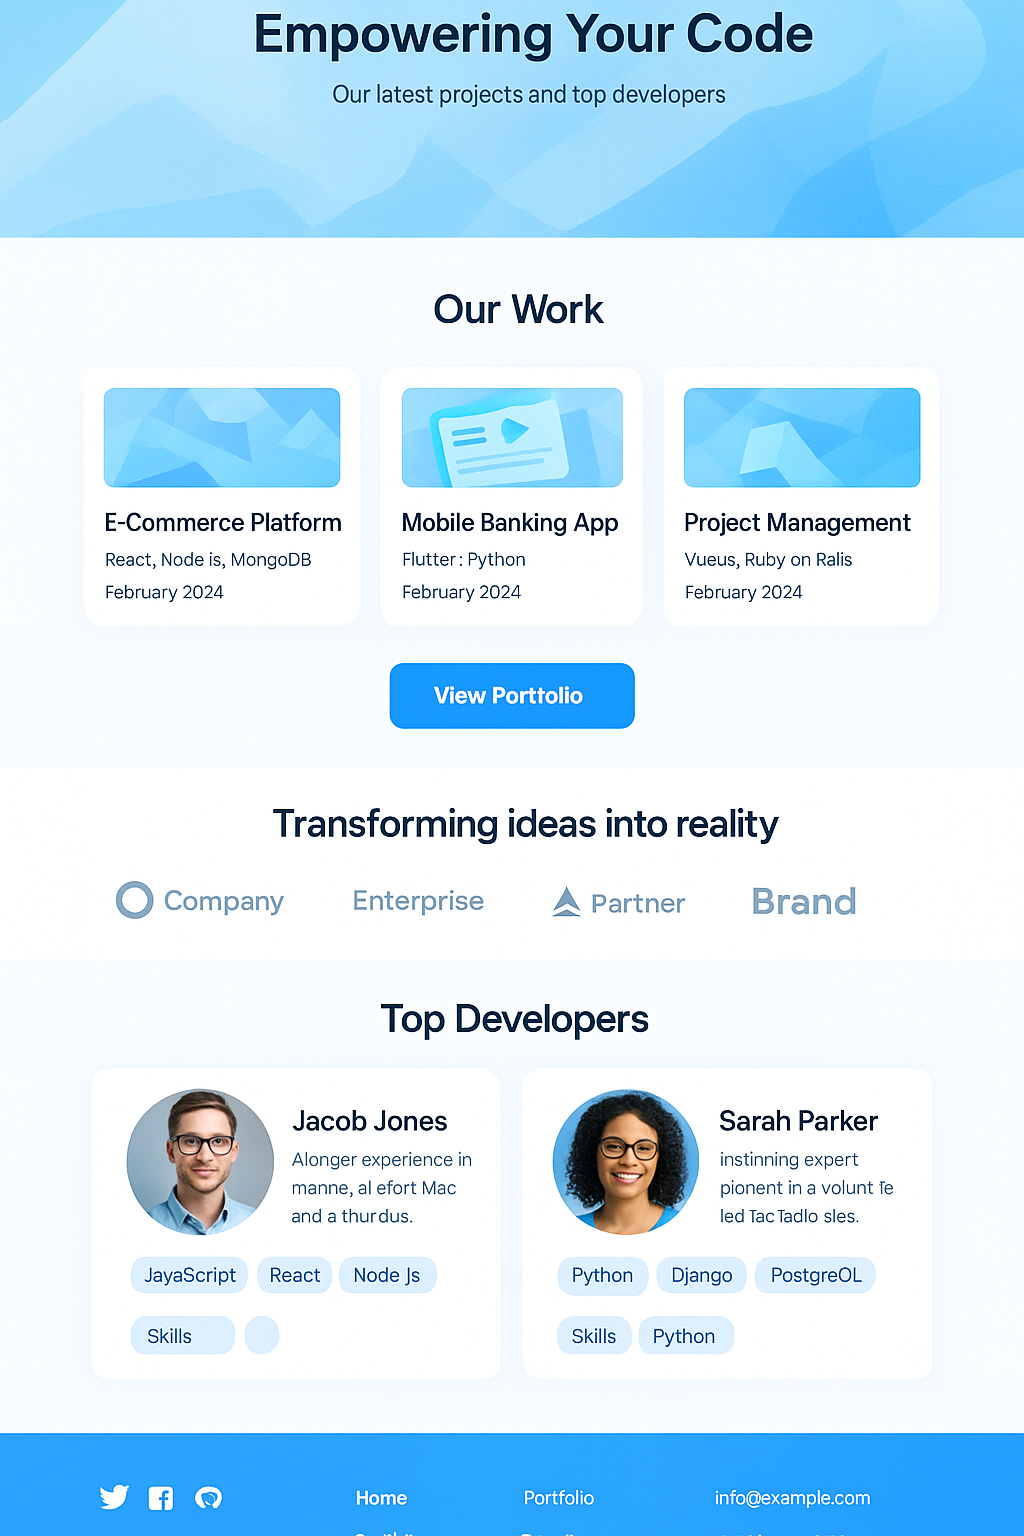 Empowering Your Code
Our latest projects and top developers
Our Work
E-Commerce Platform
React, Node is, MongoDB
February 2024
Mobile Banking App
Flutter : Python
February 2024
Project Management
Vueus, Ruby on Ralis
February 2024
View Porttolio
Transforming ideas into reality
Company
Enterprise
Partner
Brand
Top Developers
Jacob Jones
Alonger experience in
manne, al efort Mac
and a thurdus.
JayaScript
React
Node Js
Skills
Sarah Parker
instinning expert
pionent in a volunt Te
led Tac Tadlo sles.
Python
Django
PostgreOL
Skills
Python
Home
Portfolio
info@example.com